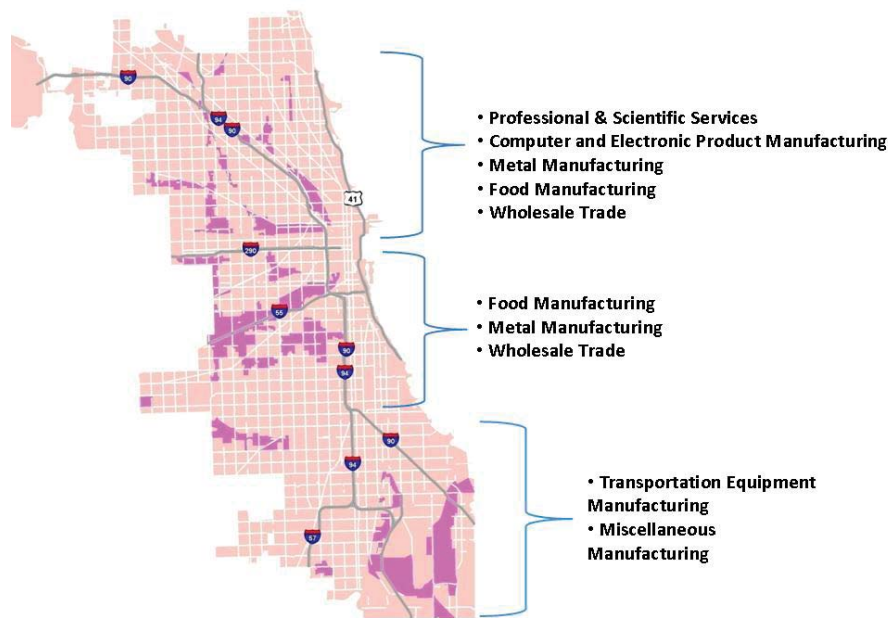 90
94
90
41
290
55
90
94
90
94
57
• Professional & Scientific Services
• Computer and Electronic Product Manufacturing
• Metal Manufacturing
• Food Manufacturing
• Wholesale Trade
• Food Manufacturing
• Metal Manufacturing
• Wholesale Trade
• Transportation Equipment
Manufacturing
• Miscellaneous
Manufacturing